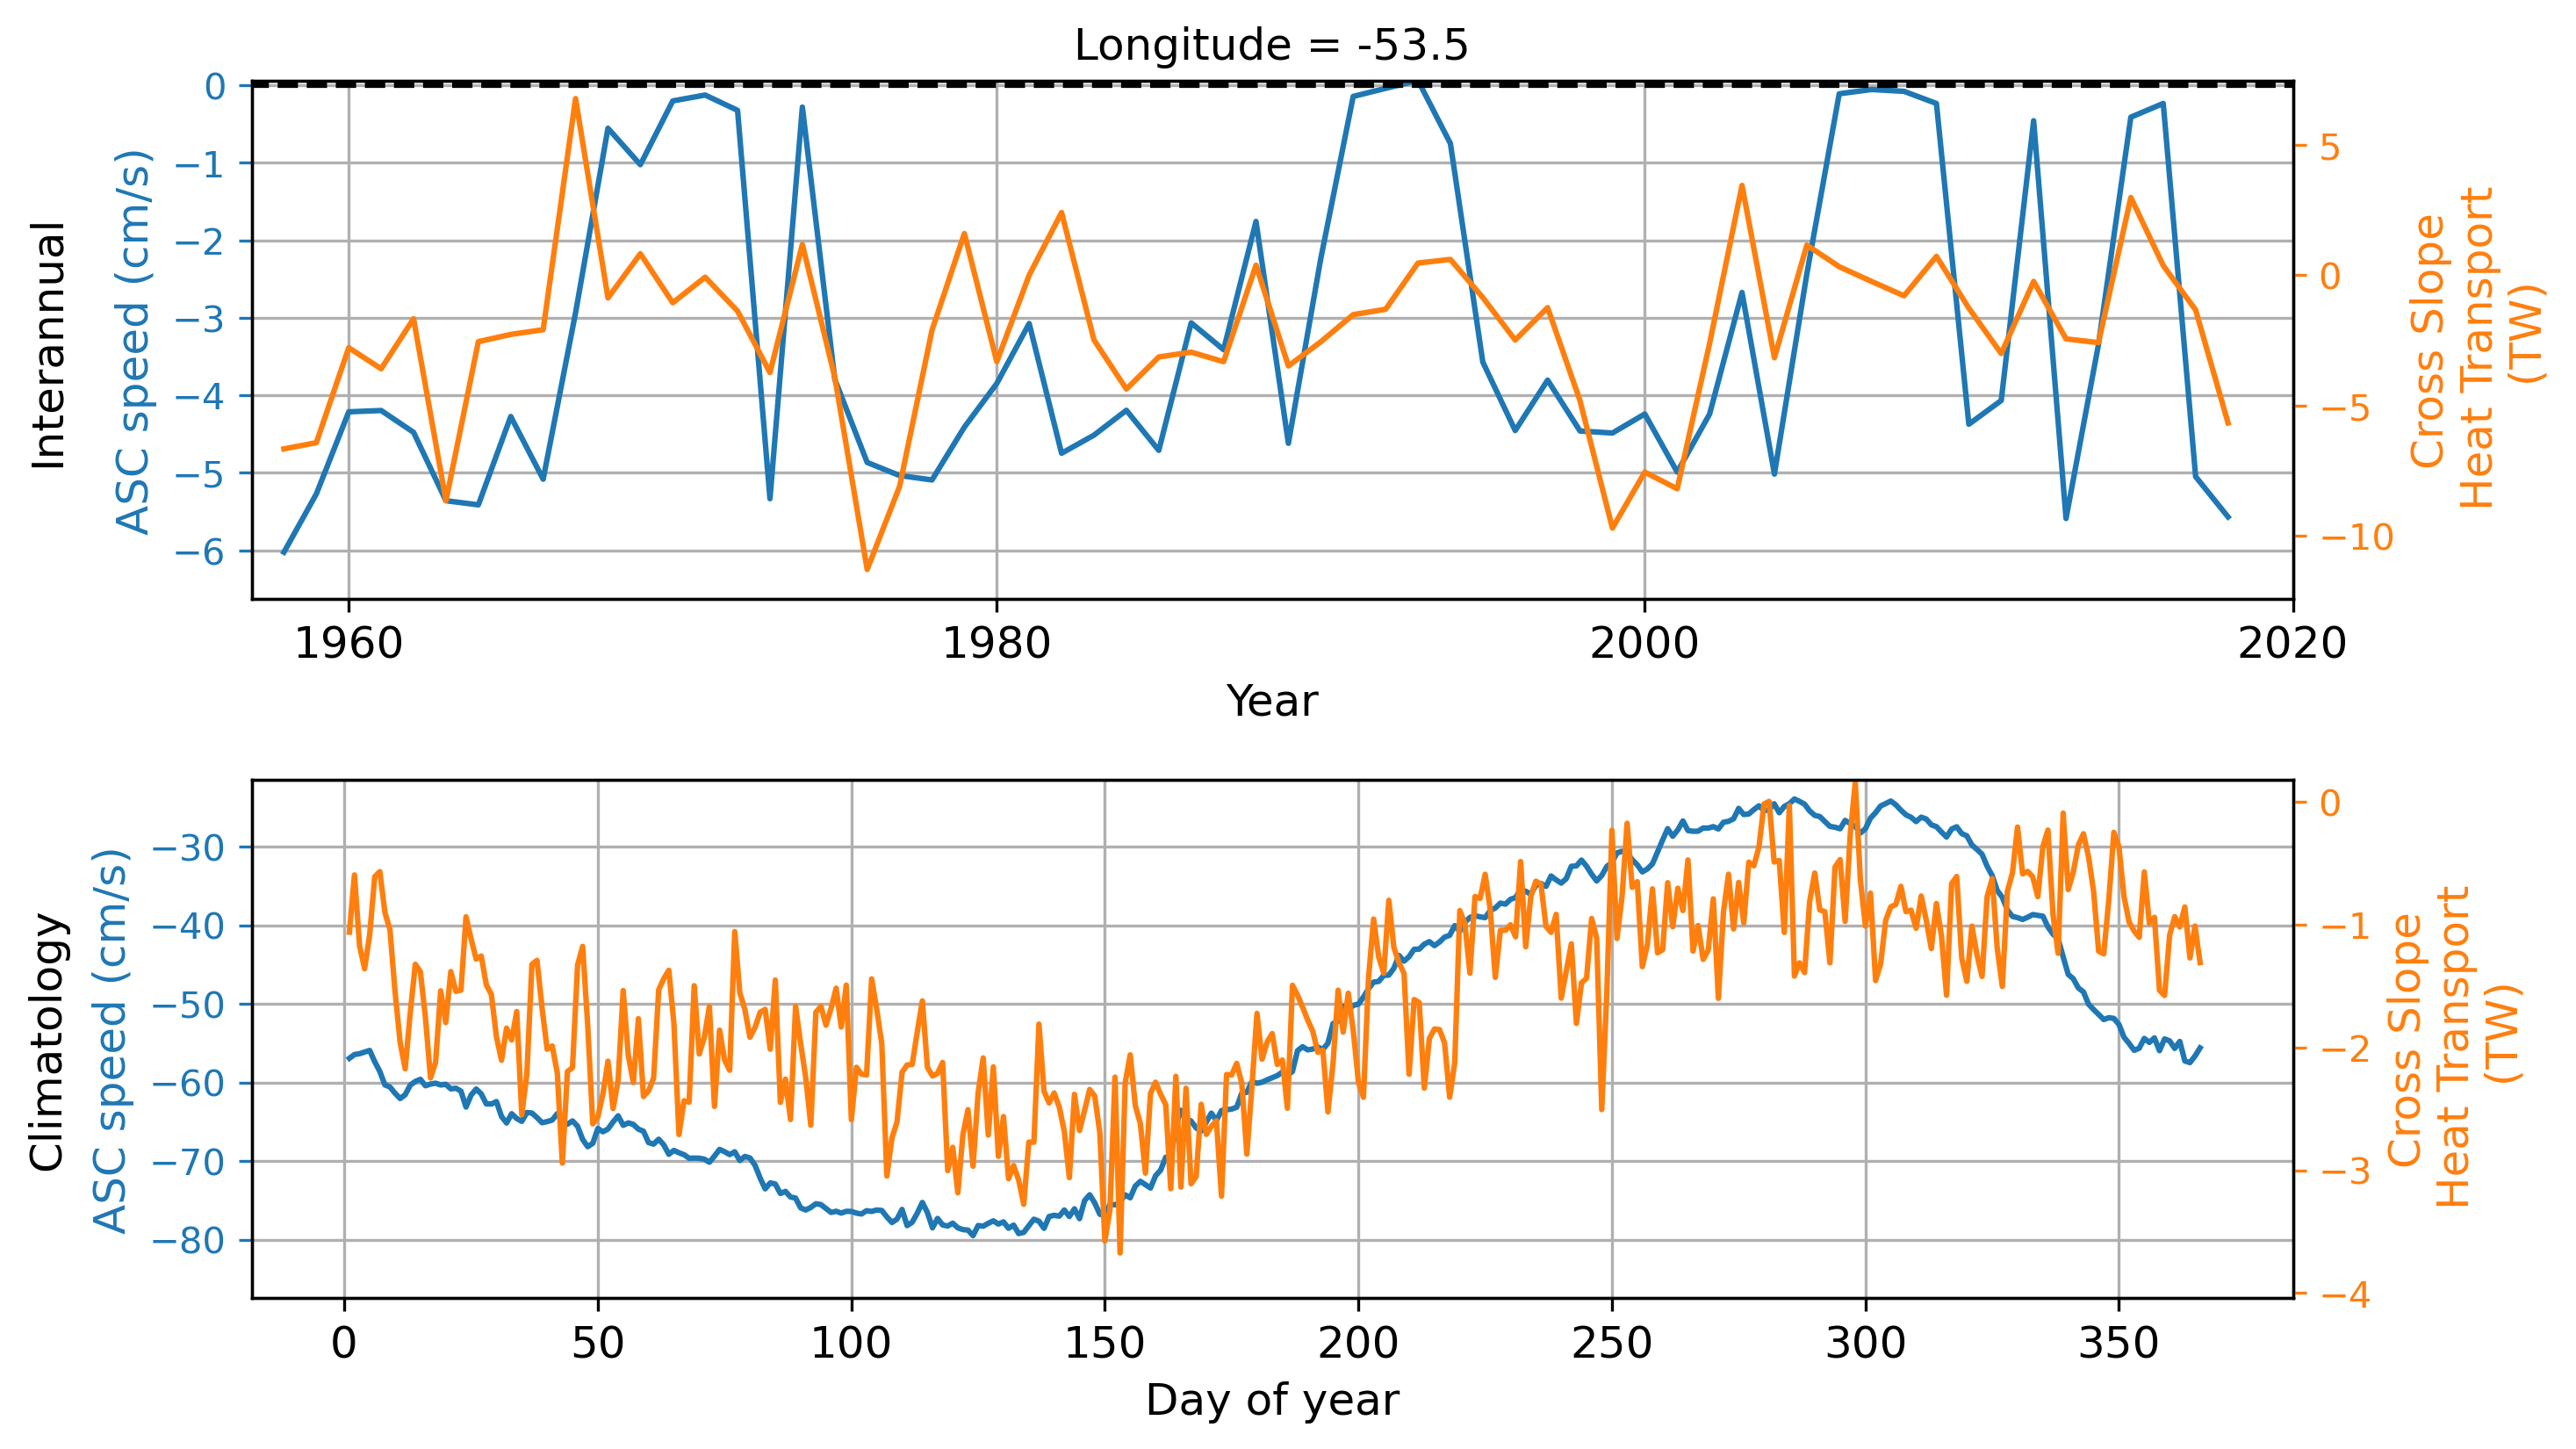 Longitude = -53.5
Interannual
ASC speed (cm/s)
0
−1
−2
−3
−4
−5
−6
5
0
−5
−10
Cross Slope
Heat Transport
(TW)
1960
1980
2000
2020
Year
Climatology
ASC speed (cm/s)
−30
−40
−50
−60
−70
−80
0
−1
−2
−3
−4
Cross Slope
Heat Transport
(TW)
0
50
100
150
200
250
300
350
Day of year